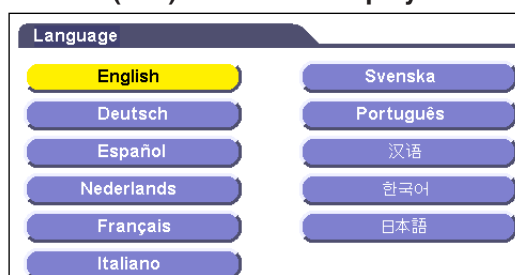 Language
English
Deutsch
Español
Nederlands
Français
Italiano
Svenska
Português
汉语
한국어
日本語